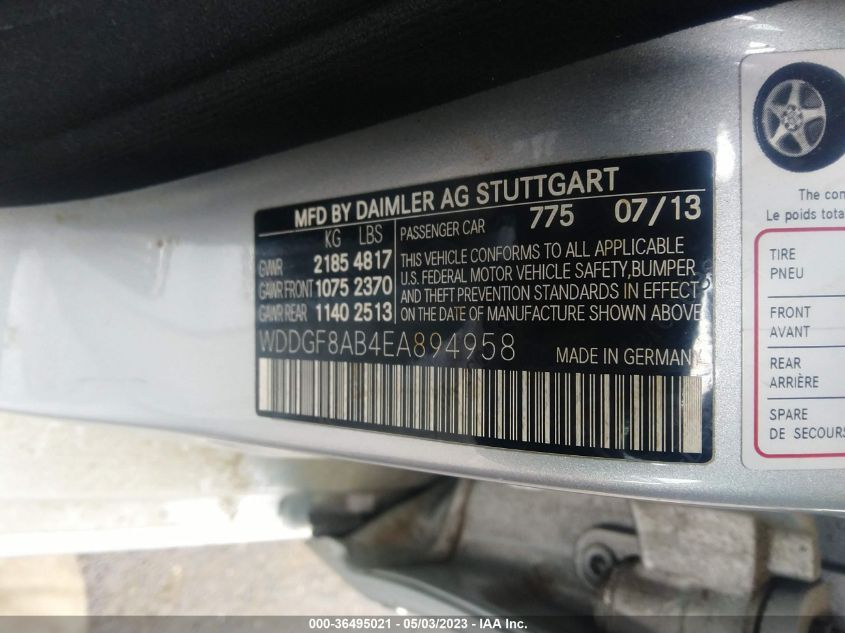 MFD BY DAIMLER AG STUTTGART
KG LBS
PASSENGER CAR 775 07/13
GVWR 2185 4817
GAWR FRONT 1075 2370
GAWR REAR 1140 2513
THIS VEHICLE CONFORMS TO ALL APPLICABLE
U.S. FEDERAL MOTOR VEHICLE SAFETY, BUMPER
AND THEFT PREVENTION STANDARDS IN EFFECT
ON THE DATE OF MANUFACTURE SHOWN ABOVE
WDDGF8AB4EA894958 MADE IN GERMANY
The com
Le poids tota
TIRE
PNEU
FRONT
AVANT
REAR
ARRIÈRE
SPARE
DE SECOURS
000-36495021 - 05/03/2023 - IAA Inc.